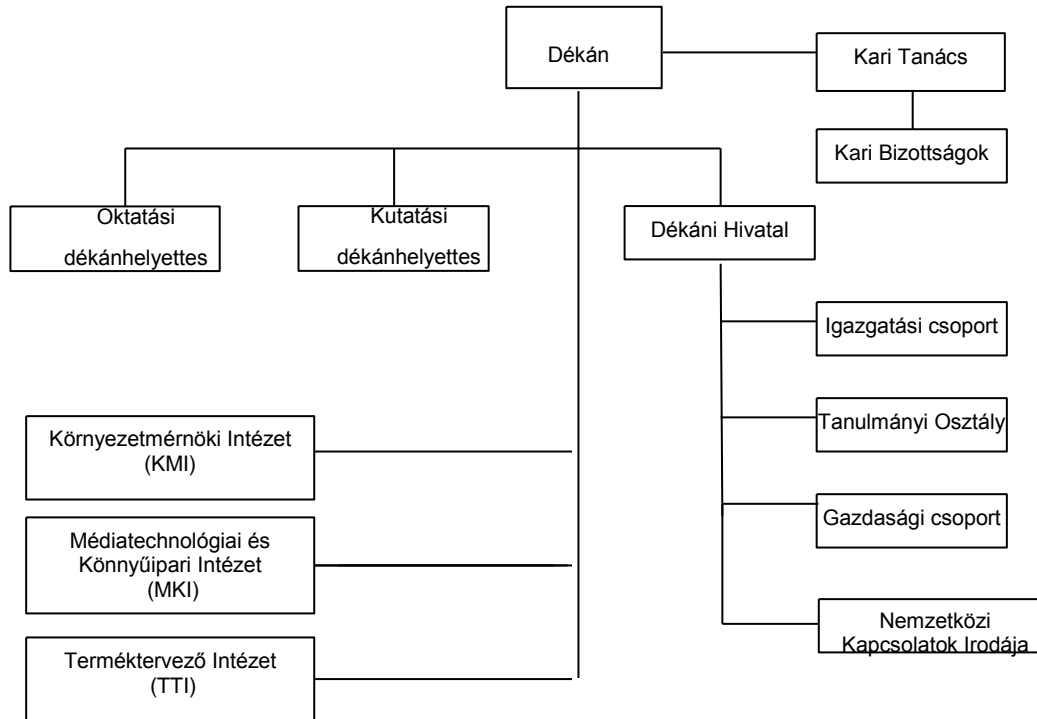 Dékán
Kari Tanács
Kari Bizottságok
Oktatási
dékánhelyettes
Kutatási
dékánhelyettes
Dékáni Hivatal
Igazgatási csoport
Tanulmányi Osztály
Gazdasági csoport
Nemzetközi
Kapcsolatok Irodája
Környezetmérnöki Intézet
(KMI)
Médiatechnológiai és
Könnyűipari Intézet
(MKI)
Terméktervező Intézet
(TTI)